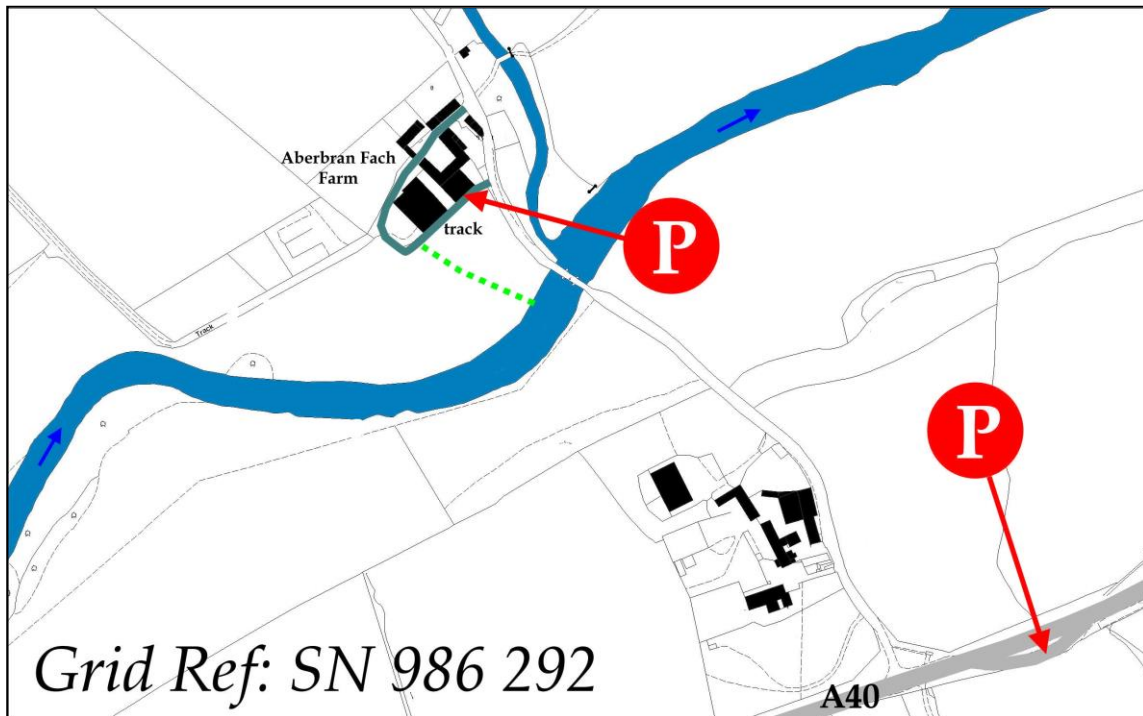 Aberbran Fach
Farm
P
track
Track
P
Grid Ref: SN 986 292
A40